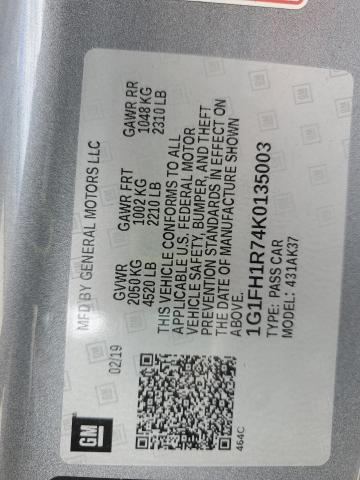 GM
MFD BY GENERAL MOTORS LLC
02/19
GVWR
2050 KG
4520 LB
GAWR FRT
1002 KG
2210 LB
GAWR RR
1048 KG
2310 LB
THIS VEHICLE CONFORMS TO ALL
APPLICABLE U.S. FEDERAL MOTOR
VEHICLE SAFETY, BUMPER, AND THEFT
PREVENTION STANDARDS IN EFFECT ON
THE DATE OF MANUFACTURE SHOWN
ABOVE.
1G1FH1R74K0135003
TYPE: PASS CAR
MODEL: 431AK37
464C